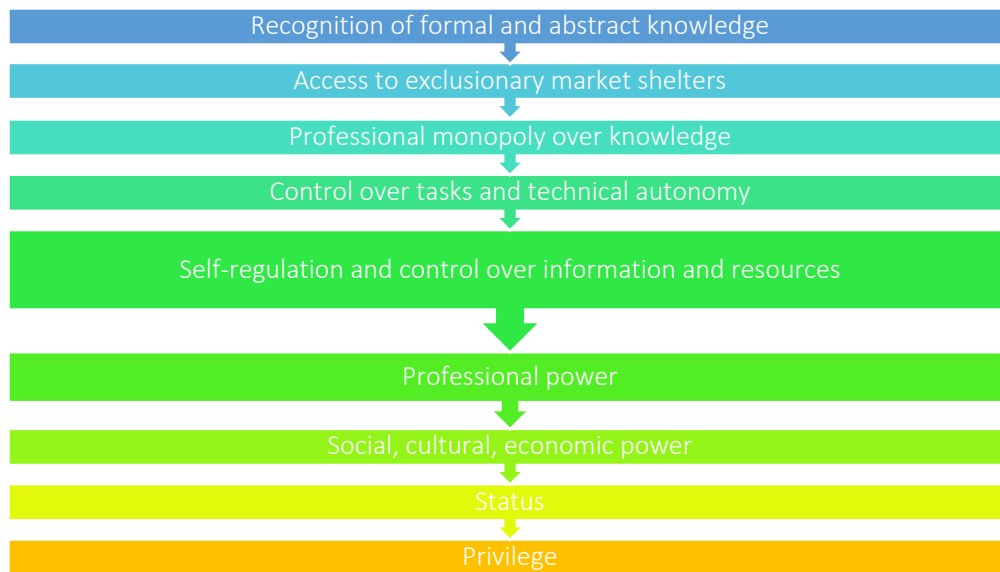 Recognition of formal and abstract knowledge
Access to exclusionary market shelters
Professional monopoly over knowledge
Control over tasks and technical autonomy
Self-regulation and control over information and resources
Professional power
Social, cultural, economic power
Status
Privilege